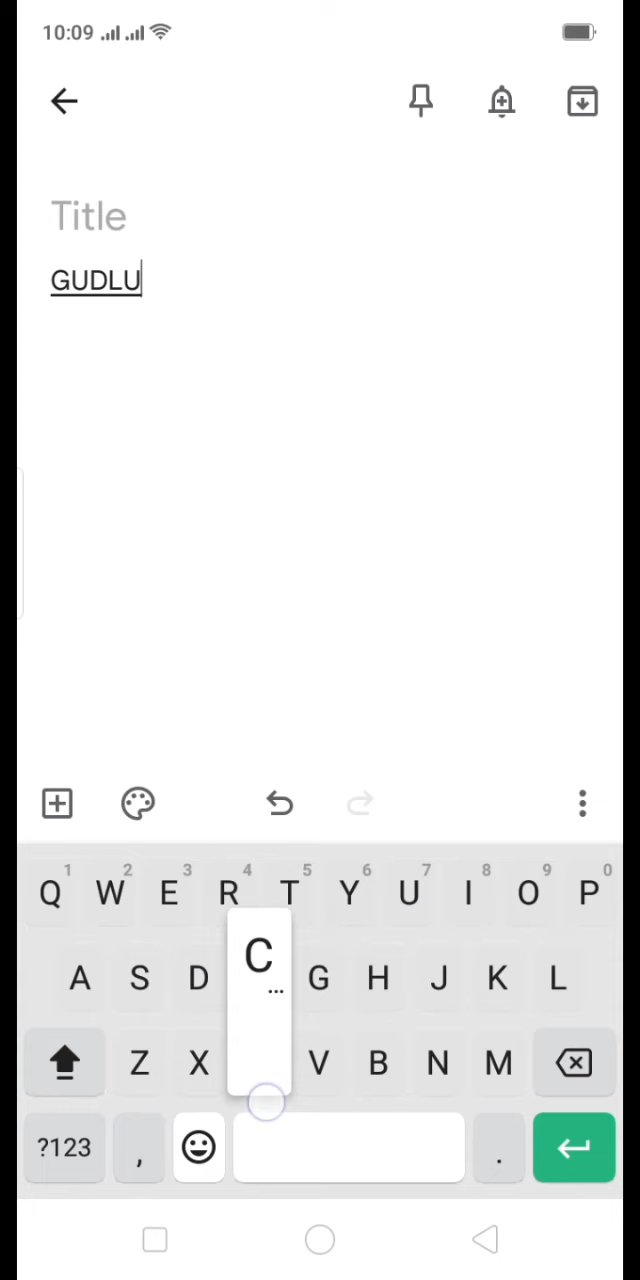 10:09
Title
GUDLU
1 2 3 4 5 6 7 8 9 0
Q W E R T Y U I O P
C
...
A S D G H J K L
Z X V B N M
?123 , .